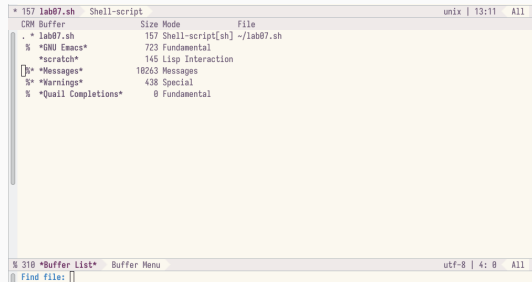 * 157 lab07.sh Shell-script unix | 13:11 All
CRM Buffer Size Mode File
. * lab07.sh 157 Shell-script[sh] ~/lab07.sh
% *GNU Emacs* 723 Fundamental
*scratch* 145 Lisp Interaction
%* *Messages* 10263 Messages
%* *Warnings* 438 Special
% *Quail Completions* 0 Fundamental
% 310 *Buffer List* Buffer Menu utf-8 | 4: 0 All
Find file: